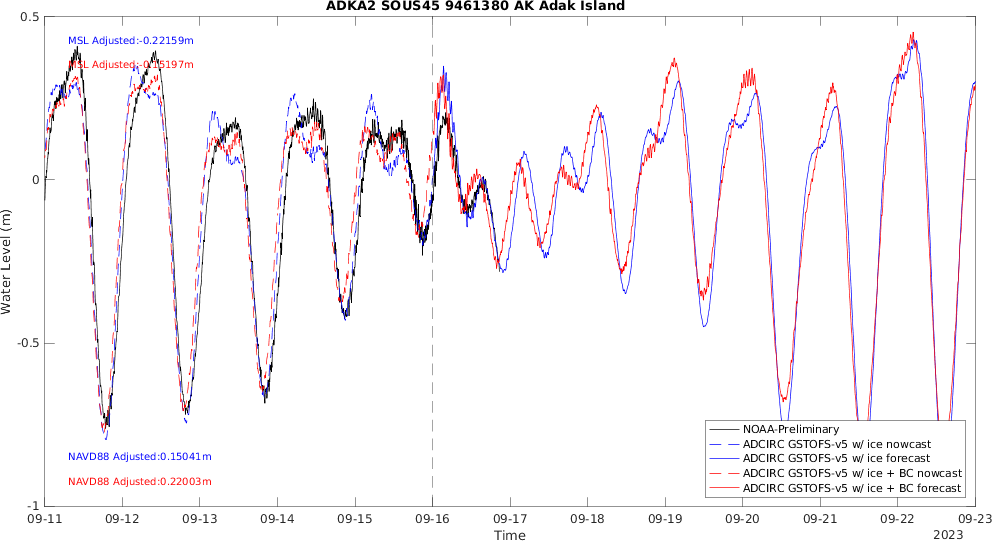 ADKA2 SOUS45 9461380 AK Adak Island
0.5
MSL Adjusted:-0.22159m
MSL Adjusted:-0.15197m
0
Water Level (m)
-0.5
NOAA-Preliminary
ADCIRC GSTOFS-v5 w/ ice nowcast
NAVD88 Adjusted:0.15041m
ADCIRC GSTOFS-v5 w/ ice forecast
ADCIRC GSTOFS-v5 w/ ice + BC nowcast
NAVD88 Adjusted:0.22003m
ADCIRC GSTOFS-v5 w/ ice + BC forecast
-1
09-11 09-12 09-13 09-14 09-15 09-16 09-17 09-18 09-19 09-20 09-21 09-22 09-23
Time
2023